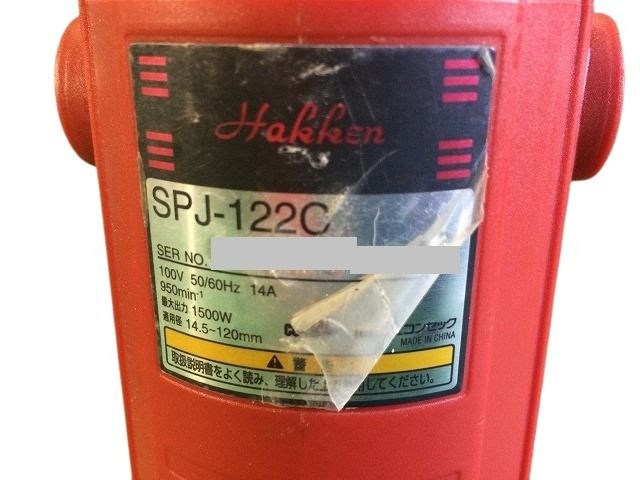 Hakken
SPJ-122C
SER NO.
100V 50/60Hz 14A
950min⁻¹
最大出力 1500W
適用径 14.5~120mm
コンセック
MADE IN CHINA
取扱説明書をよく読み、理解した上 してください。